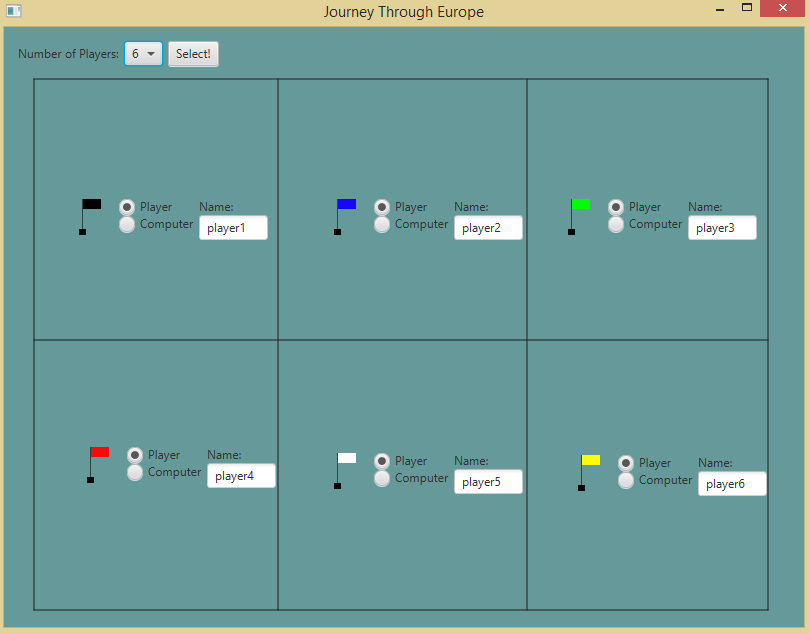 Journey Through Europe
Number of Players: 6 Select!
Player Name:
Computer player1
Player Name:
Computer player2
Player Name:
Computer player3
Player Name:
Computer player4
Player Name:
Computer player5
Player Name:
Computer player6